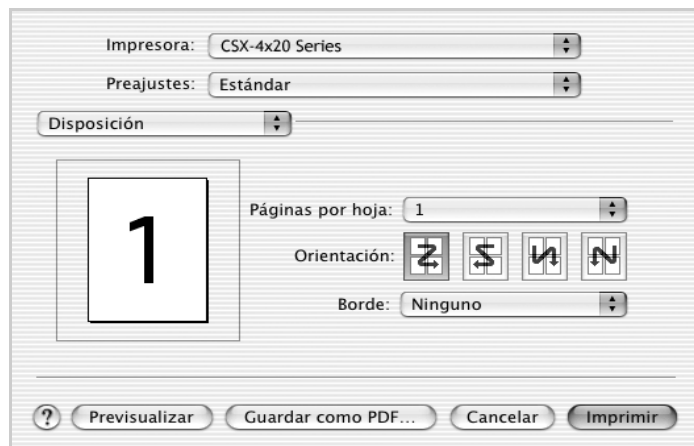 Impresora: CSX-4x20 Series
Preajustes: Estándar
Disposición
1
Páginas por hoja: 1
Orientación:
Borde: Ninguno
? Previsualizar Guardar como PDF... Cancelar Imprimir